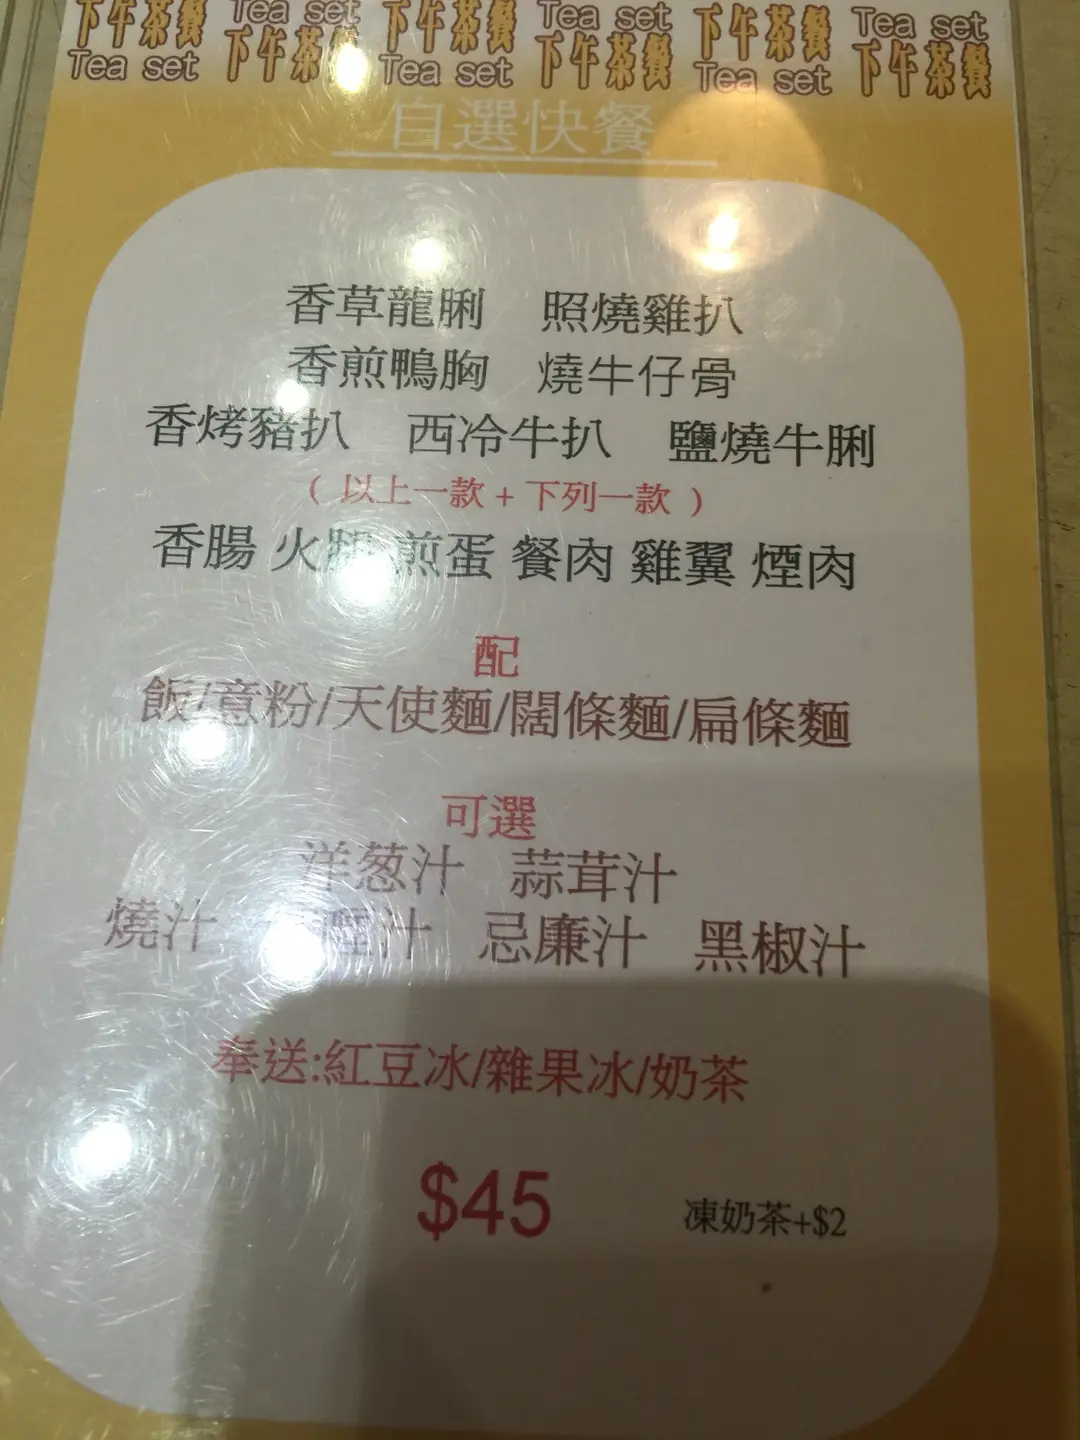 下午茶餐 Tea set 下午茶餐 Tea set 下午茶餐 Tea set
Tea set 下午茶餐 Tea set 下午茶餐 Tea set 下午茶餐
自選快餐
香草龍脷 照燒雞扒
香煎鴨胸 燒牛仔骨
香烤豬扒 西冷牛扒 鹽燒牛脷
( 以上一款 + 下列一款 )
香腸 火腿 煎蛋 餐肉 雞翼 煙肉
配
飯/意粉/天使麵/闊條麵/扁條麵
可選
洋葱汁 蒜茸汁
燒汁 汁 忌廉汁 黑椒汁
奉送:紅豆冰/雜果冰/奶茶
$45
凍奶茶+$2